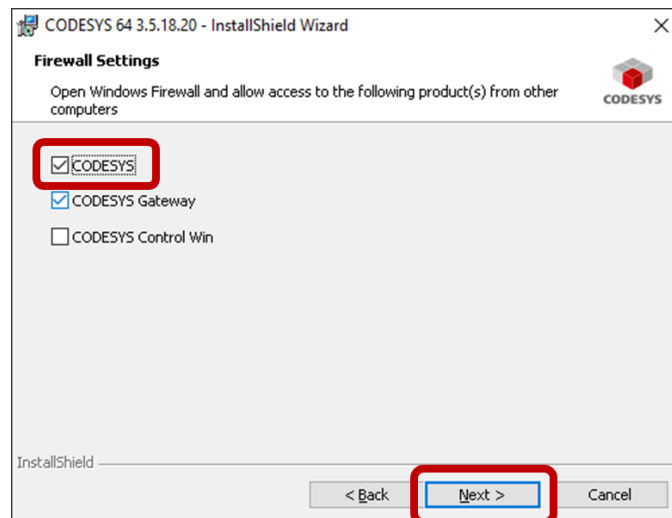 CODESYS 64 3.5.18.20 - InstallShield Wizard
Firewall Settings
Open Windows Firewall and allow access to the following product(s) from other
computers
CODESYS
CODESYS
CODESYS Gateway
CODESYS Control Win
InstallShield
< Back
Next >
Cancel